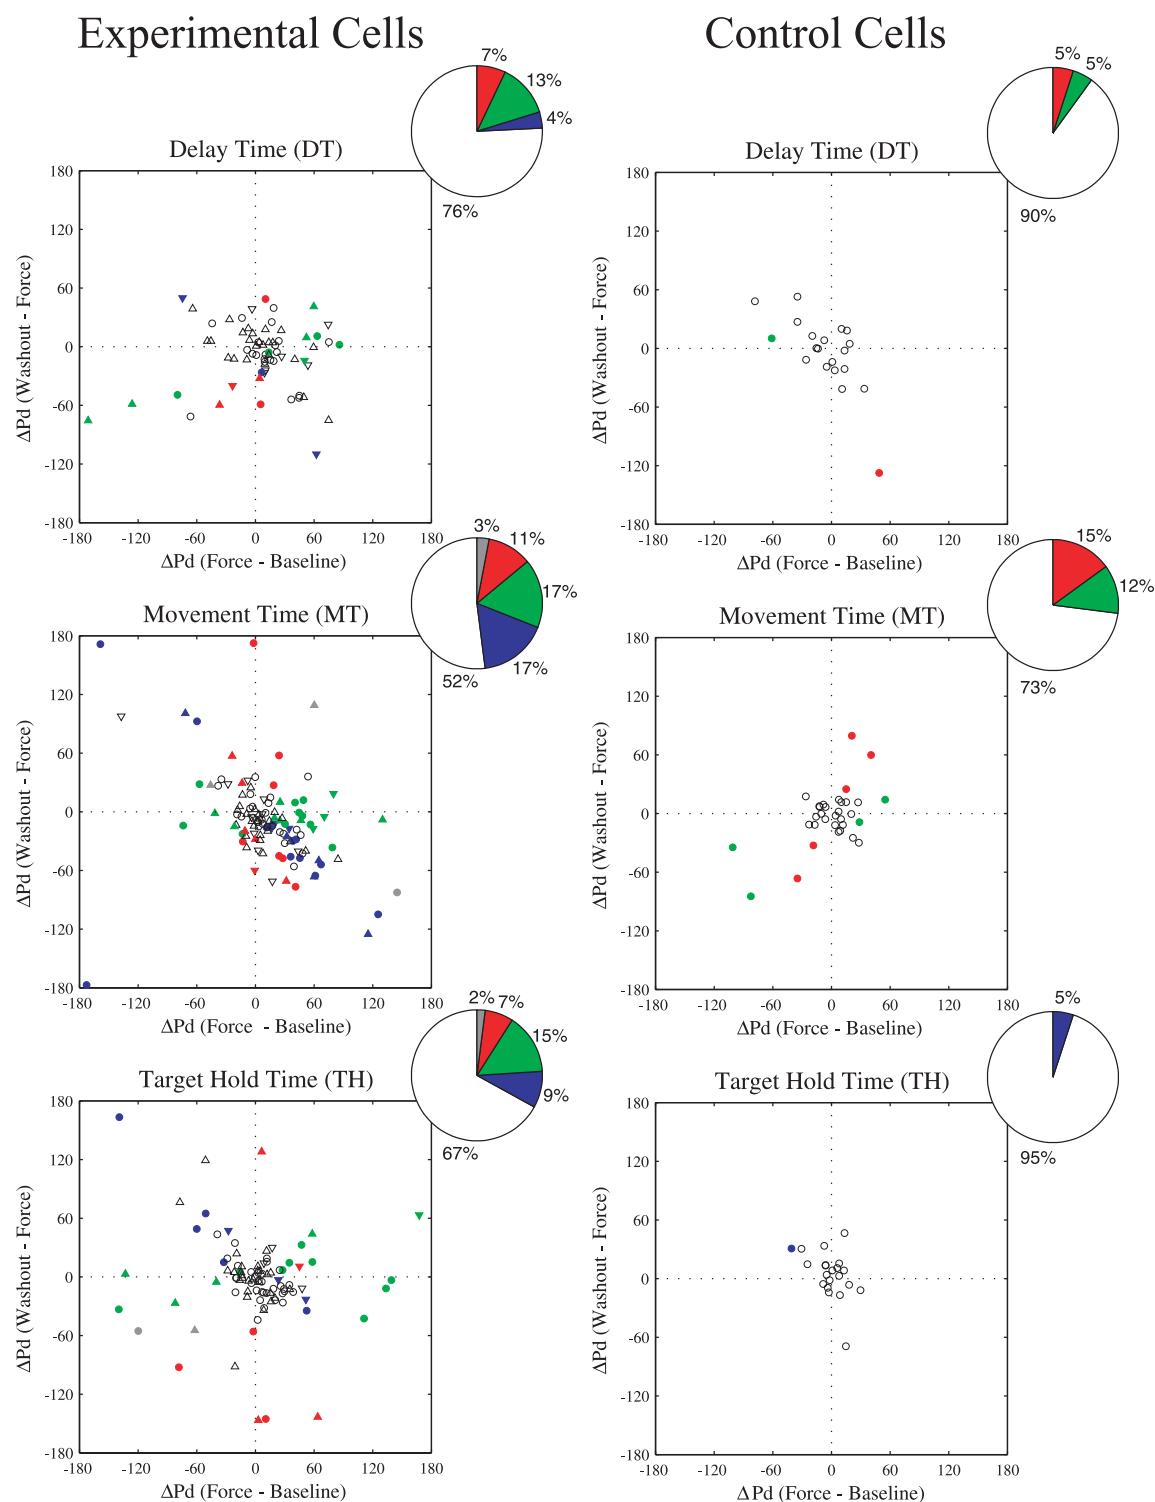 Experimental Cells
Control Cells
7%
13%
4%
76%
Delay Time (DT)
180
120
60
0
-60
-120
-180
-180 -120 -60 0 60 120 180
ΔPd (Washout - Force)
ΔPd (Force - Baseline)
5%
5%
90%
Delay Time (DT)
180
120
60
0
-60
-120
-180
-180 -120 -60 0 60 120 180
ΔPd (Washout - Force)
ΔPd (Force - Baseline)
3%
11%
17%
17%
52%
Movement Time (MT)
180
120
60
0
-60
-120
-180
-180 -120 -60 0 60 120 180
ΔPd (Washout - Force)
ΔPd (Force - Baseline)
15%
12%
73%
Movement Time (MT)
180
120
60
0
-60
-120
-180
-180 -120 -60 0 60 120 180
ΔPd (Washout - Force)
ΔPd (Force - Baseline)
2%
7%
15%
9%
67%
Target Hold Time (TH)
180
120
60
0
-60
-120
-180
-180 -120 -60 0 60 120 180
ΔPd (Washout - Force)
ΔPd (Force - Baseline)
5%
95%
Target Hold Time (TH)
180
120
60
0
-60
-120
-180
-180 -120 -60 0 60 120 180
ΔPd (Washout - Force)
ΔPd (Force - Baseline)